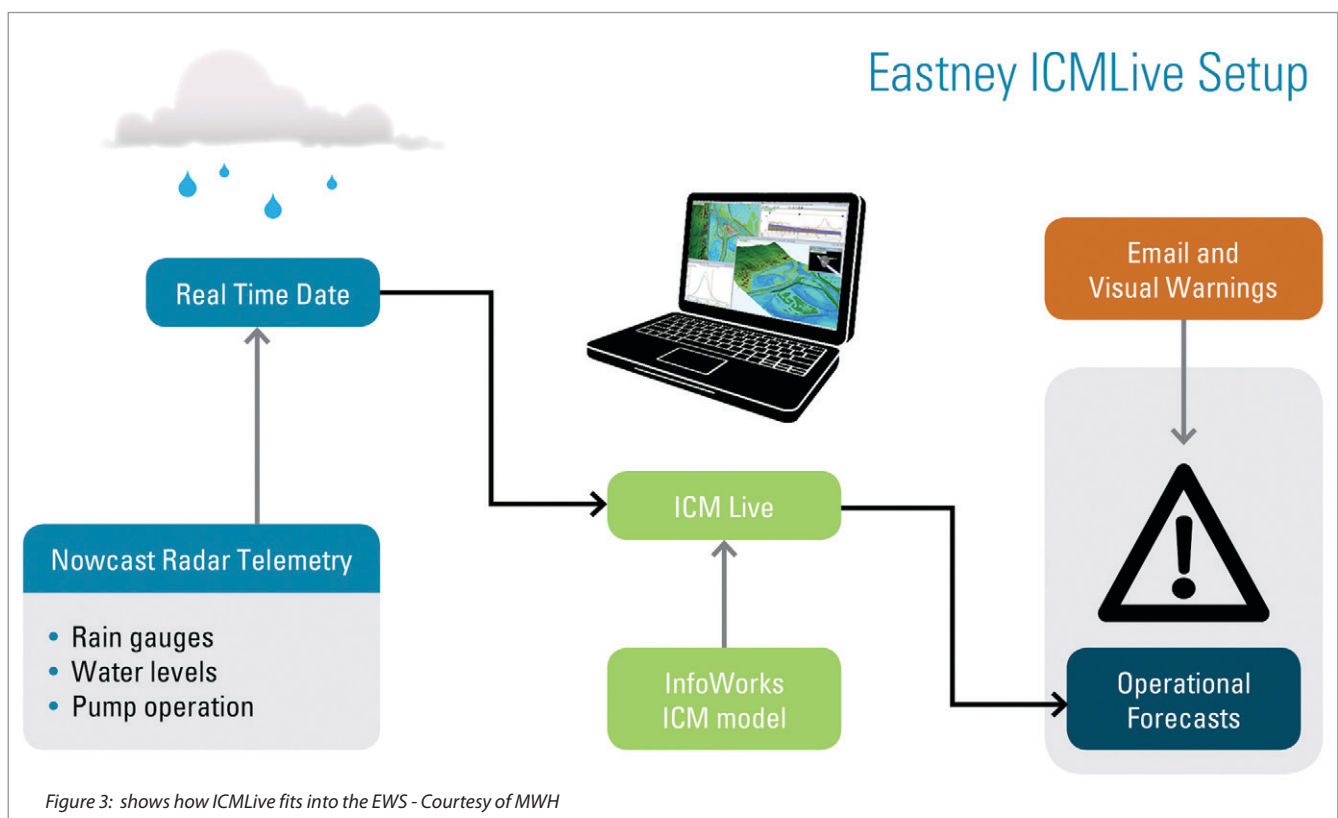 Eastney ICMLive Setup
Real Time Date
Email and
Visual Warnings
ICM Live
Nowcast Radar Telemetry
• Rain gauges
• Water levels
• Pump operation
InfoWorks
ICM model
Operational
Forecasts
Figure 3: shows how ICMLive fits into the EWS - Courtesy of MWH